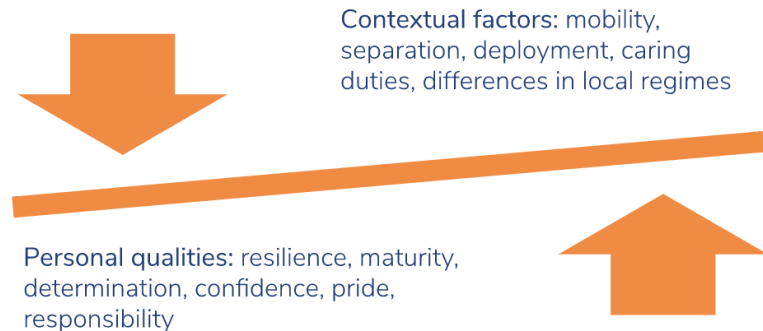 Contextual factors: mobility,
separation, deployment, caring
duties, differences in local regimes
Personal qualities: resilience, maturity,
determination, confidence, pride,
responsibility